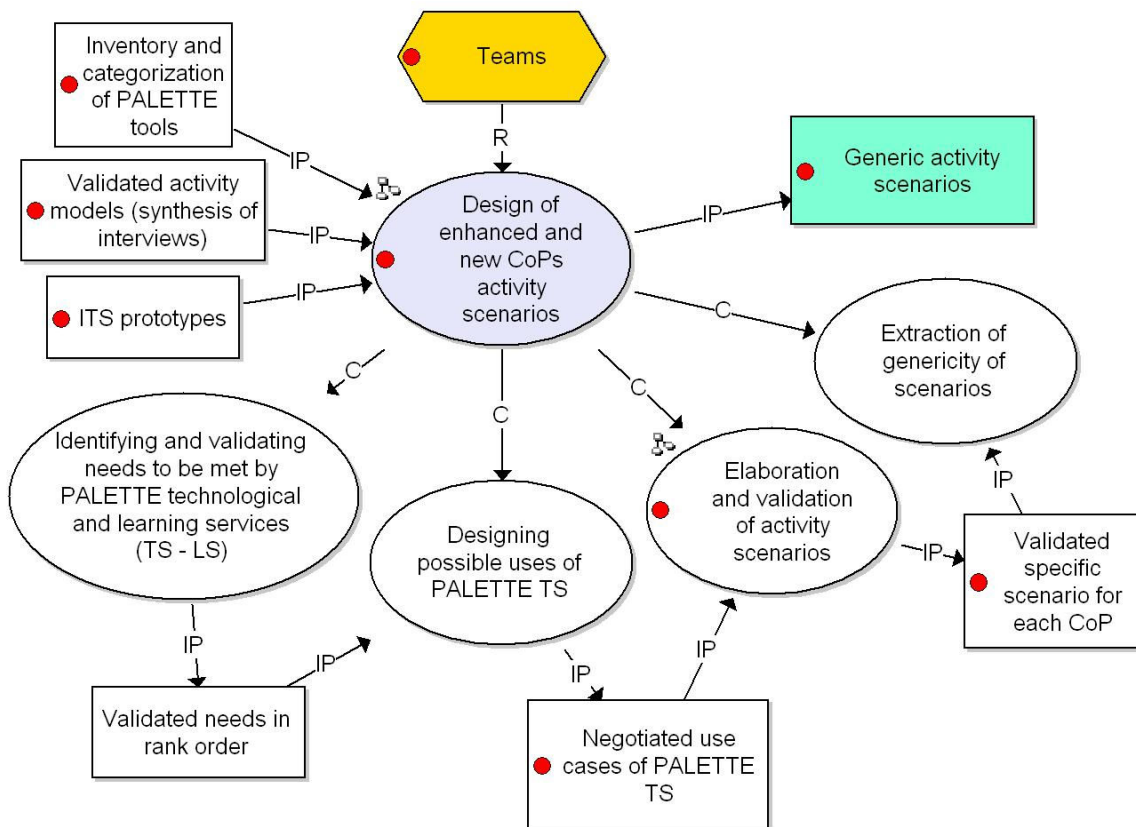 Inventory and
categorization
of PALETTE
tools
Teams
R
IP
Validated activity
models (synthesis of
interviews)
IP
Design of
enhanced and
new CoPs
activity
scenarios
IP
Generic activity
scenarios
ITS prototypes
IP
C
Extraction of
genericity of
scenarios
C
C
C
Identifying and validating
needs to be met by
PALETTE technological
and learning services
(TS - LS)
Designing
possible uses of
PALETTE TS
Elaboration
and validation
of activity
scenarios
IP
IP
Validated
specific
scenario for
each CoP
IP
IP
IP
IP
Validated needs in
rank order
Negotiated use
cases of PALETTE
TS